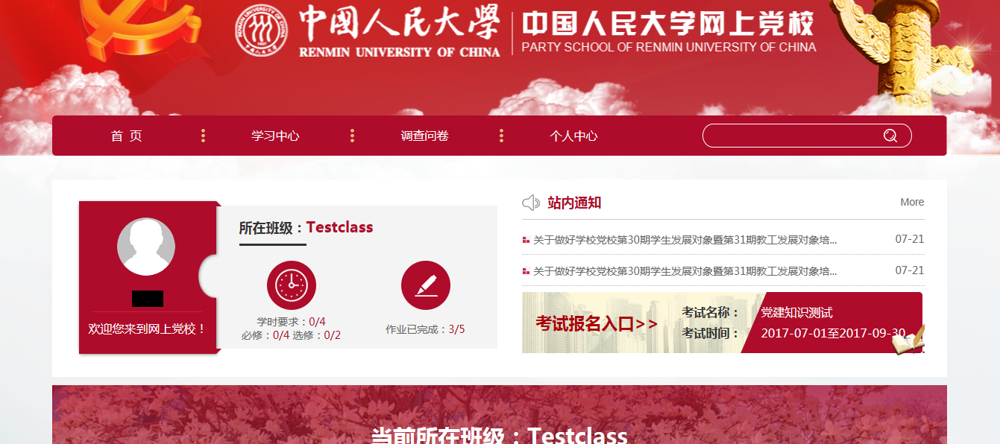 中国人民大学
RENMIN UNIVERSITY OF CHINA
中国人民大学网上党校
PARTY SCHOOL OF RENMIN UNIVERSITY OF CHINA
首 页
学习中心
调查问卷
个人中心
欢迎您来到网上党校！
所在班级：Testclass
学时要求：0/4
必修：0/4 选修：0/2
作业已完成：3/5
站内通知
More
关于做好学校党校第30期学生发展对象暨第31期教工发展对象培... 07-21
关于做好学校党校第30期学生发展对象暨第31期教工发展对象培... 07-21
考试报名入口>>
考试名称： 党建知识测试
考试时间： 2017-07-01至2017-09-30
当前所在班级：Testclass